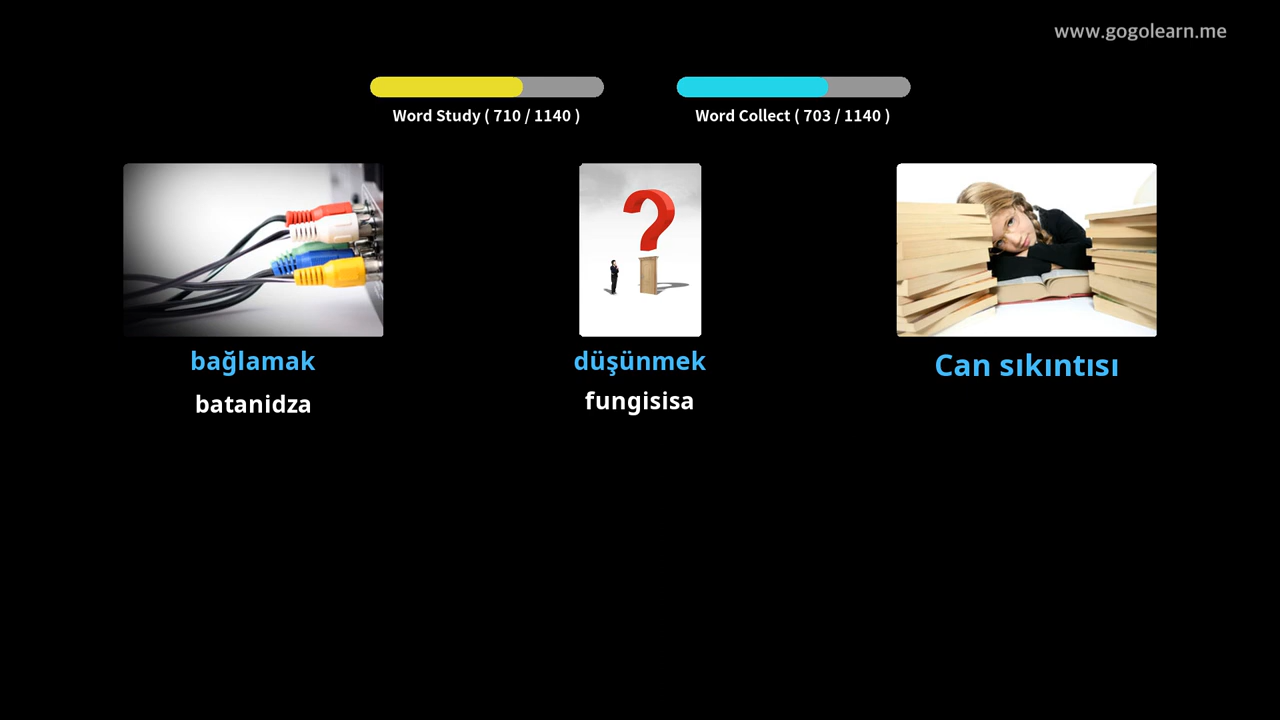 www.gogolearn.me
Word Study ( 710 / 1140 )
Word Collect ( 703 / 1140 )
bağlamak
batanidza
düşünmek
fungisisa
Can sıkıntısı